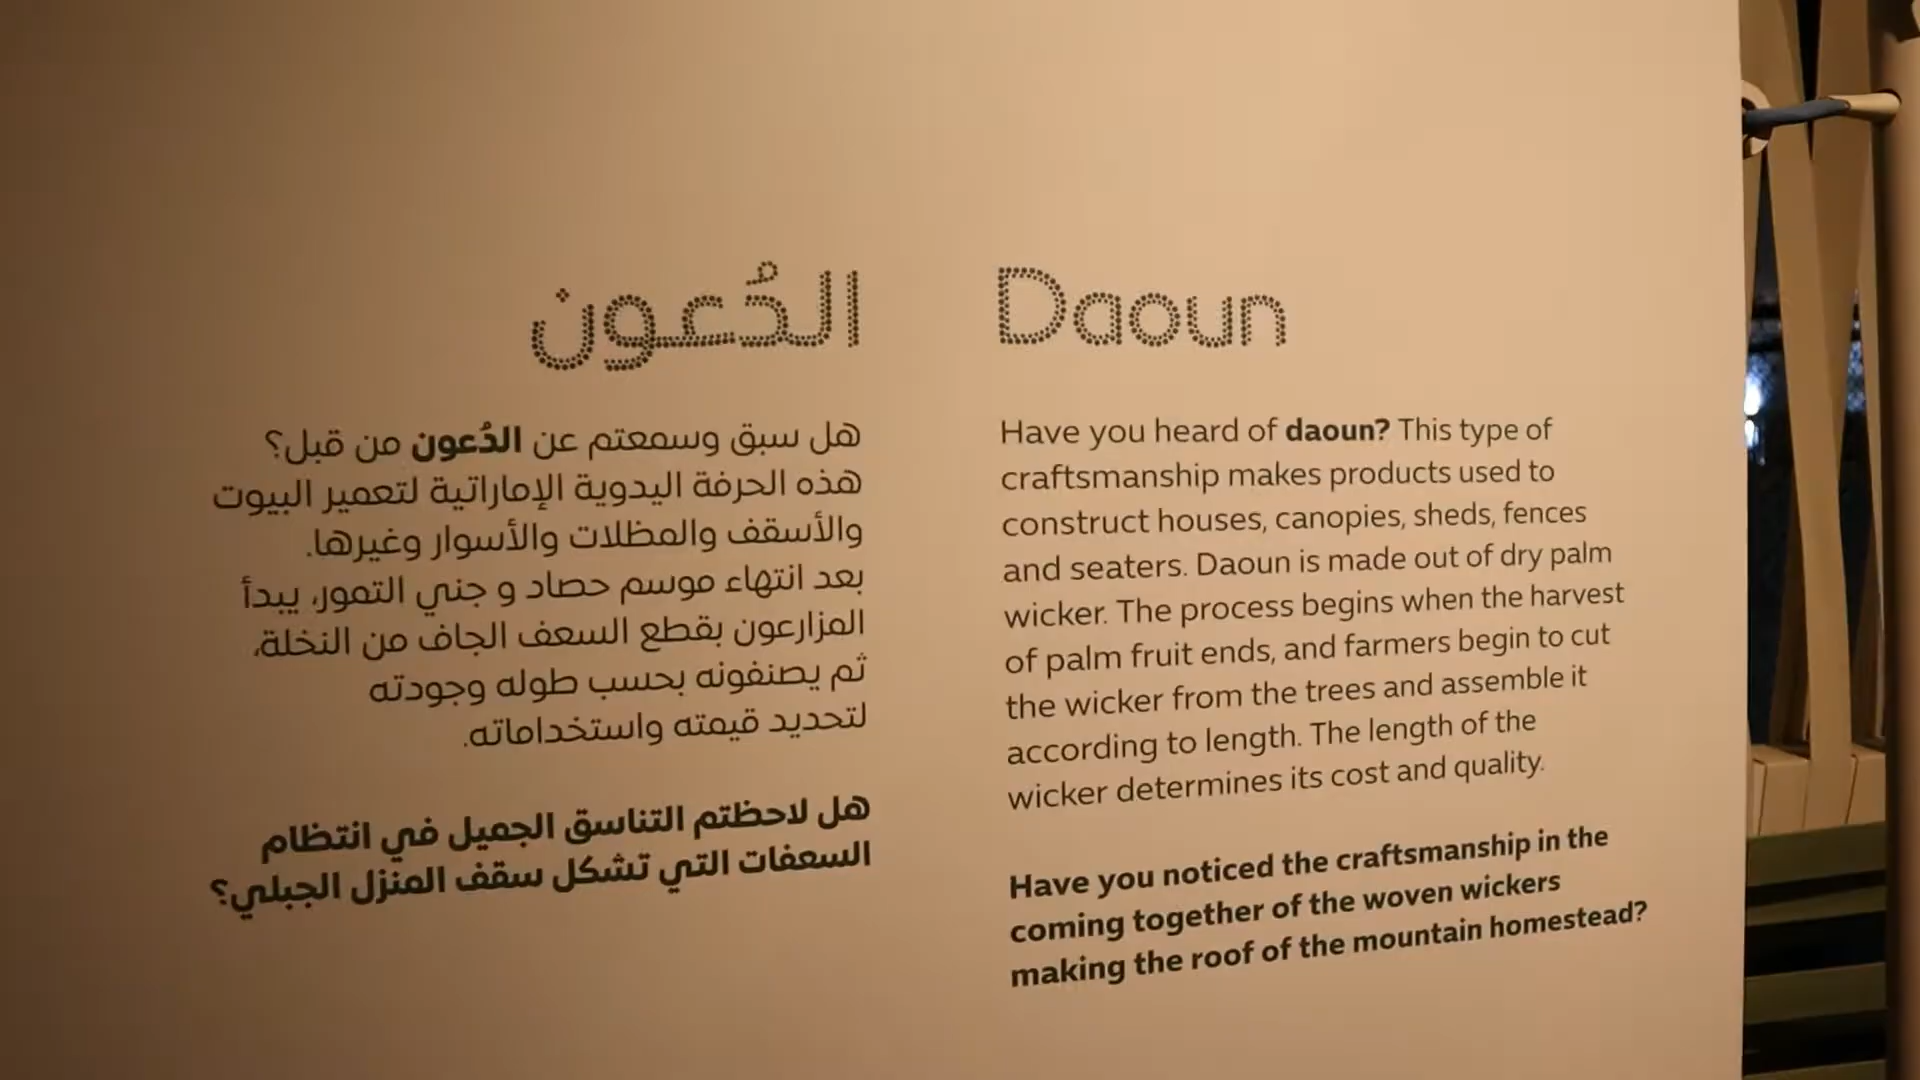 الدُعون
هل سبق وسمعتم عن الدُعون من قبل؟
هذه الحرفة اليدوية الإماراتية لتعمير البيوت
والأسقف والمظلات والأسوار وغيرها.
بعد انتهاء موسم حصاد و جني التمور، يبدأ
المزارعون بقطع السعف الجاف من النخلة،
ثم يصنفونه بحسب طوله وجودته
لتحديد قيمته واستخداماته.
هل لاحظتم التناسق الجميل في انتظام
السعفات التي تشكل سقف المنزل الجبلي؟
Daoun
Have you heard of daoun? This type of
craftsmanship makes products used to
construct houses, canopies, sheds, fences
and seaters. Daoun is made out of dry palm
wicker. The process begins when the harvest
of palm fruit ends, and farmers begin to cut
the wicker from the trees and assemble it
according to length. The length of the
wicker determines its cost and quality.
Have you noticed the craftsmanship in the
coming together of the woven wickers
making the roof of the mountain homestead?